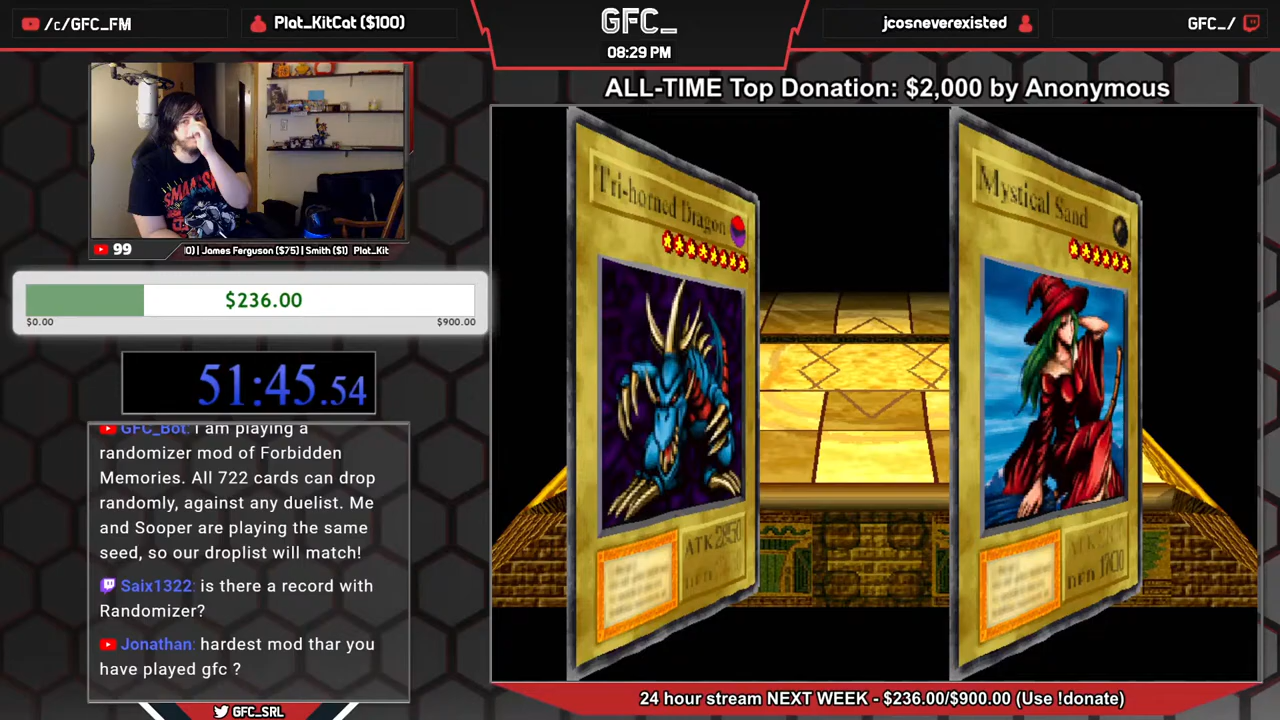 /c/GFC_FM
Plat_KitCat ($100)
GFC_
08:29 PM
jcosneverexisted
GFC_/
ALL-TIME Top Donation: $2,000 by Anonymous
99
0) | James Ferguson ($75) | Smith ($1) Plat_Kit
$236.00
$0.00
$900.00
51:45.54
GFC_Bot: I am playing a
randomizer mod of Forbidden
Memories. All 722 cards can drop
randomly, against any duelist. Me
and Sooper are playing the same
seed, so our droplist will match!
Saix1322: is there a record with
Randomizer?
Jonathan: hardest mod thar you
have played gfc ?
GFC_SRL
Tri-horned Dragon
ATK 2850
Mystical Sand
24 hour stream NEXT WEEK - $236.00/$900.00 (Use !donate)